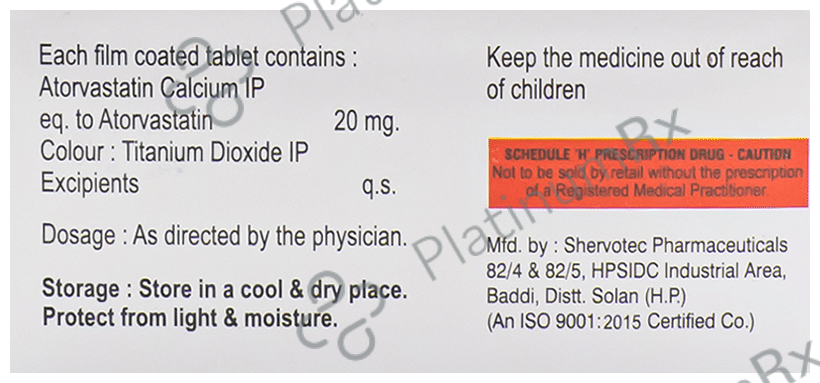 Each film coated tablet contains :
Atorvastatin Calcium IP
eq. to Atorvastatin 20 mg.
Colour : Titanium Dioxide IP
Excipients q.s.
Dosage : As directed by the physician.
Storage : Store in a cool & dry place.
Protect from light & moisture.
Keep the medicine out of reach
of children
SCHEDULE 'H' PRESCRIPTION DRUG - CAUTION
Not to be sold by retail without the prescription
of a Registered Medical Practitioner.
Mfd. by : Shervotec Pharmaceuticals
82/4 & 82/5, HPSIDC Industrial Area,
Baddi, Distt. Solan (H.P.)
(An ISO 9001:2015 Certified Co.)
PlatinumRx